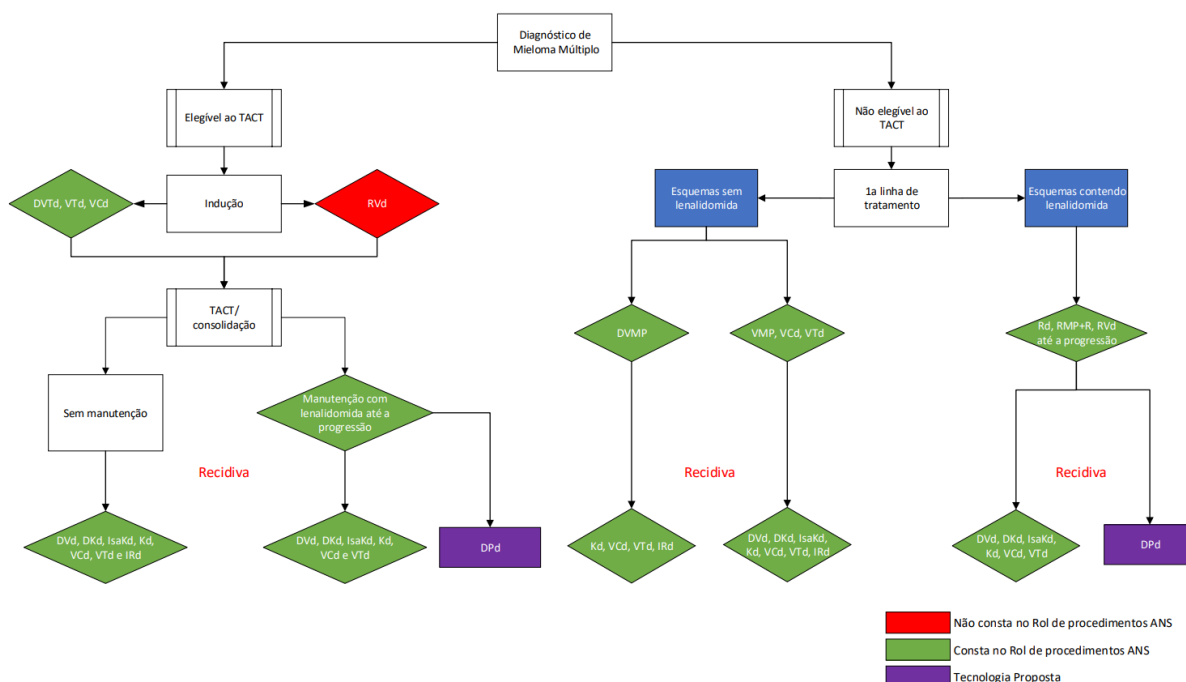 Diagnóstico de
Mieloma Múltiplo
Elegível ao TACT
Não elegível ao
TACT
DVTd, VTd, VCd
Indução
RVd
Esquemas sem
lenalidomida
1a linha de
tratamento
Esquemas contendo
lenalidomida
TACT/
consolidação
DVMP
VMP, VCd, VTd
Rd, RMP+R, RVd
até a progressão
Sem manutenção
Manutenção com
lenalidomida até a
progressão
Recidiva
Recidiva
Recidiva
DVd, DKd, IsaKd, Kd,
VCd, VTd e IRd
DVd, DKd, IsaKd, Kd,
VCd e VTd
DPd
Kd, VCd, VTd, IRd
DVd, DKd, IsaKd,
Kd, VCd, VTd, IRd
DVd, DKd, IsaKd,
Kd, VCd, VTd
DPd
Não consta no Rol de procedimentos ANS
Consta no Rol de procedimentos ANS
Tecnologia Proposta